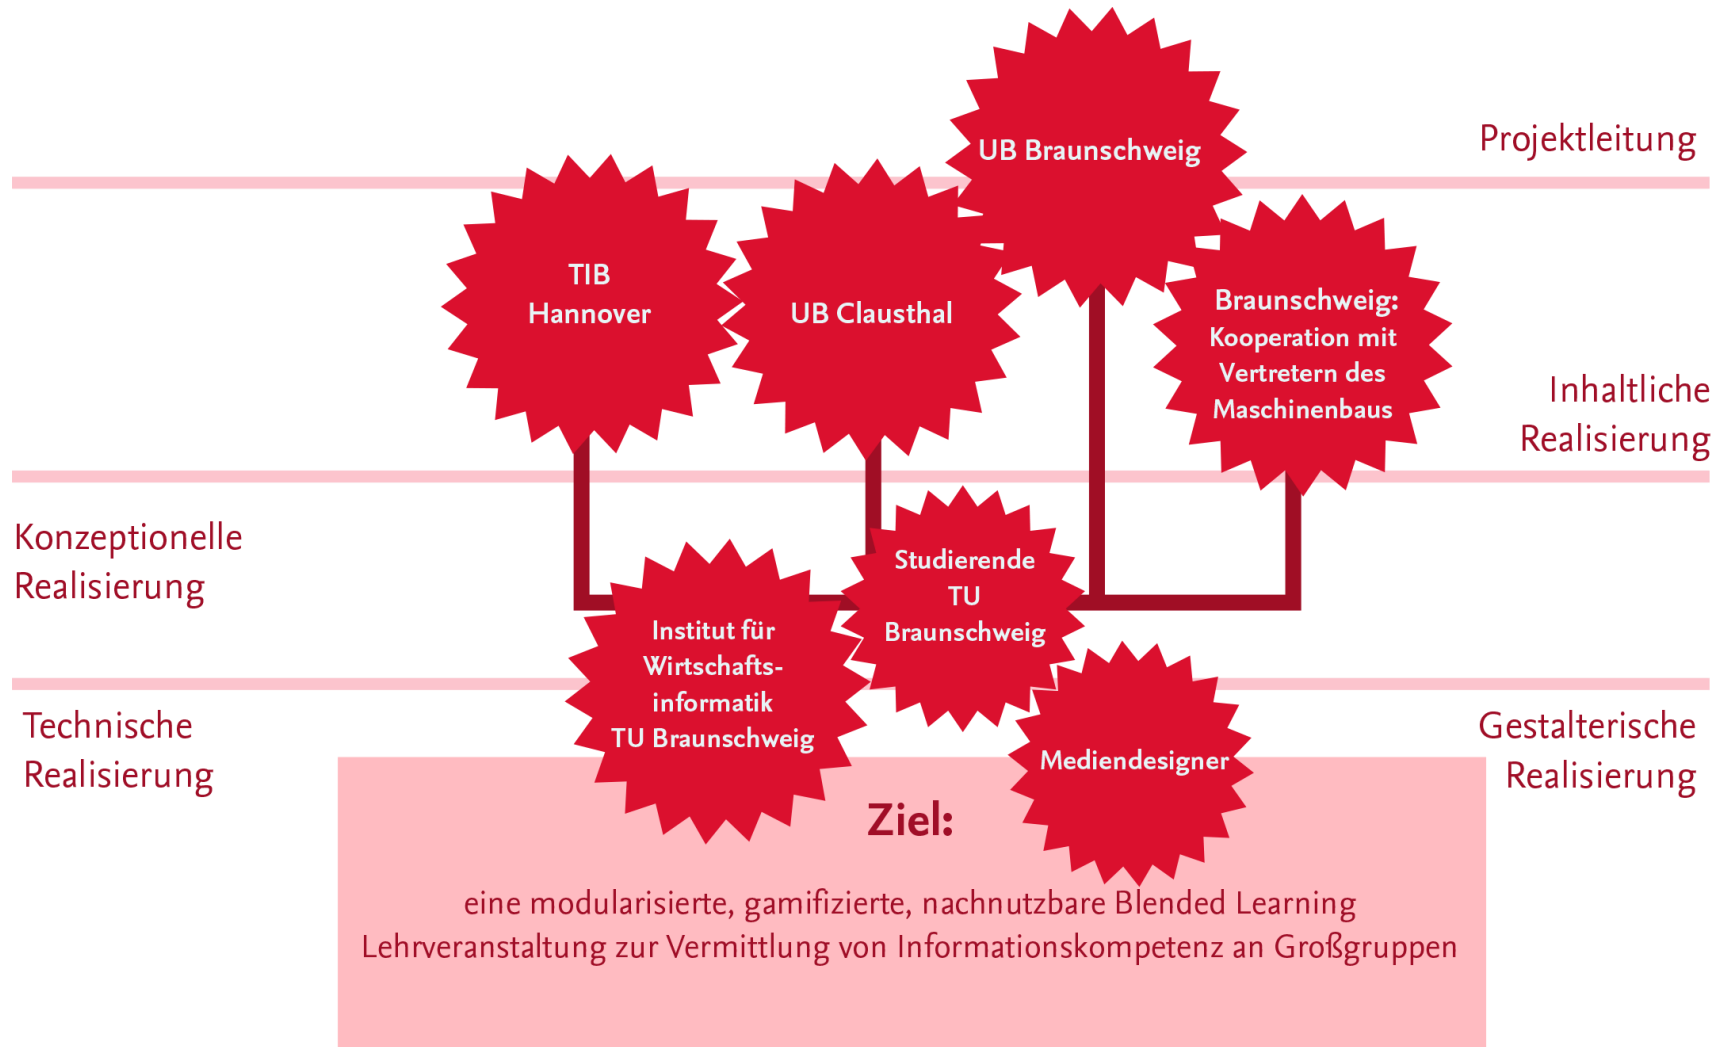 Projektleitung
UB Braunschweig
TIB
Hannover
UB Clausthal
Braunschweig:
Kooperation mit
Vertretern des
Maschinenbaus
Inhaltliche
Realisierung
Konzeptionelle
Realisierung
Studierende
TU
Braunschweig
Institut für
Wirtschafts-
informatik
TU Braunschweig
Technische
Realisierung
Gestalterische
Realisierung
Mediendesigner
Ziel:
eine modularisierte, gamifizierte, nachnutzbare Blended Learning
Lehrveranstaltung zur Vermittlung von Informationskompetenz an Großgruppen